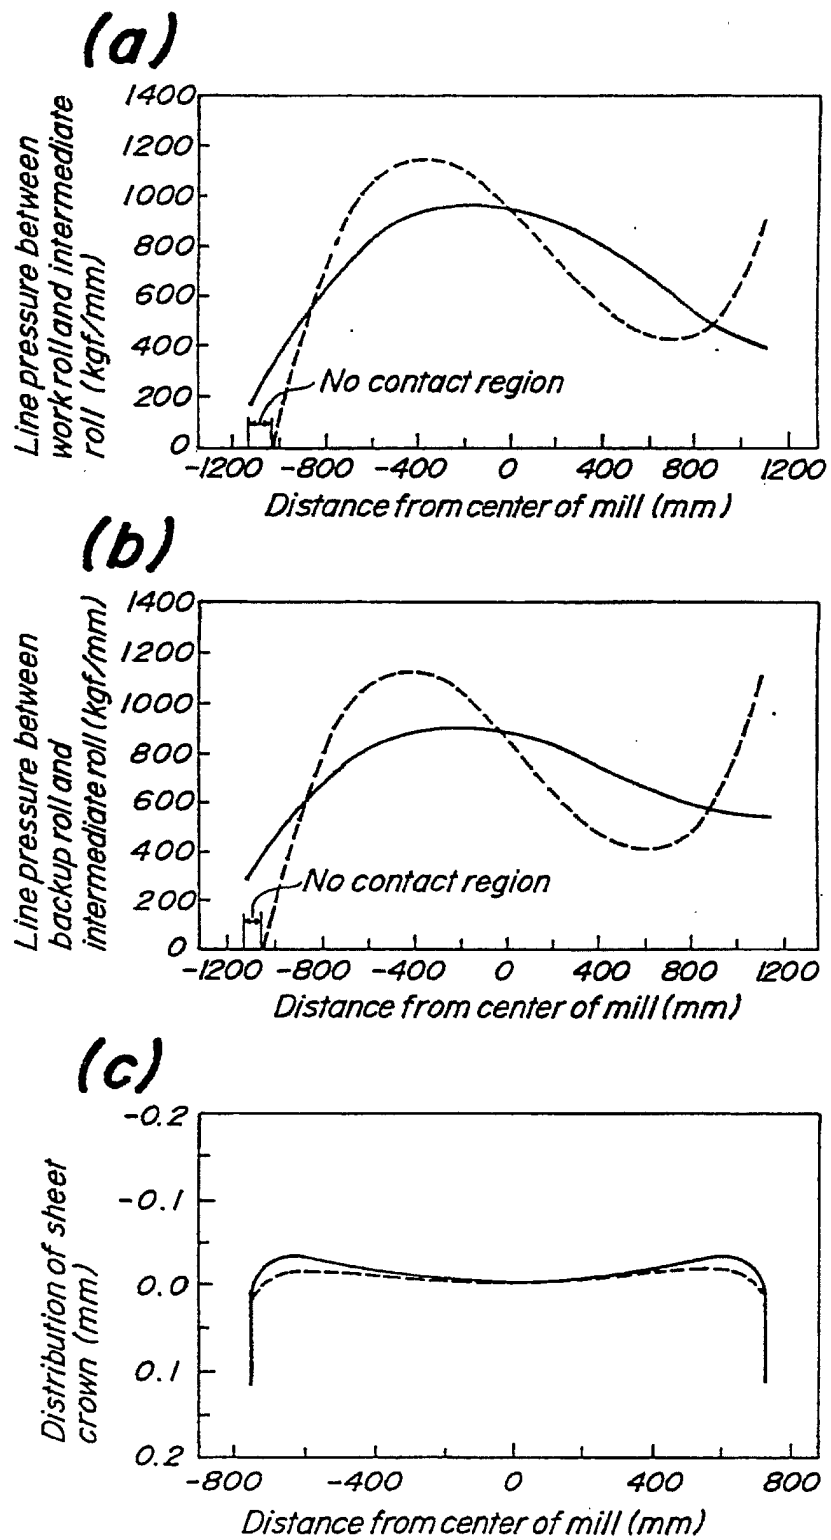 (a)
Line pressure between
work roll and intermediate
roll (kgf/mm)
1400
1200
1000
800
600
400
200
0
No contact region
-1200 -800 -400 0 400 800 1200
Distance from center of mill (mm)
(b)
Line pressure between
backup roll and
intermediate roll (kgf/mm)
1400
1200
1000
800
600
400
200
0
No contact region
-1200 -800 -400 0 400 800 1200
Distance from center of mill (mm)
(c)
Distribution of sheet
crown (mm)
-0.2
-0.1
0.0
0.1
0.2
-800 -400 0 400 800
Distance from center of mill (mm)